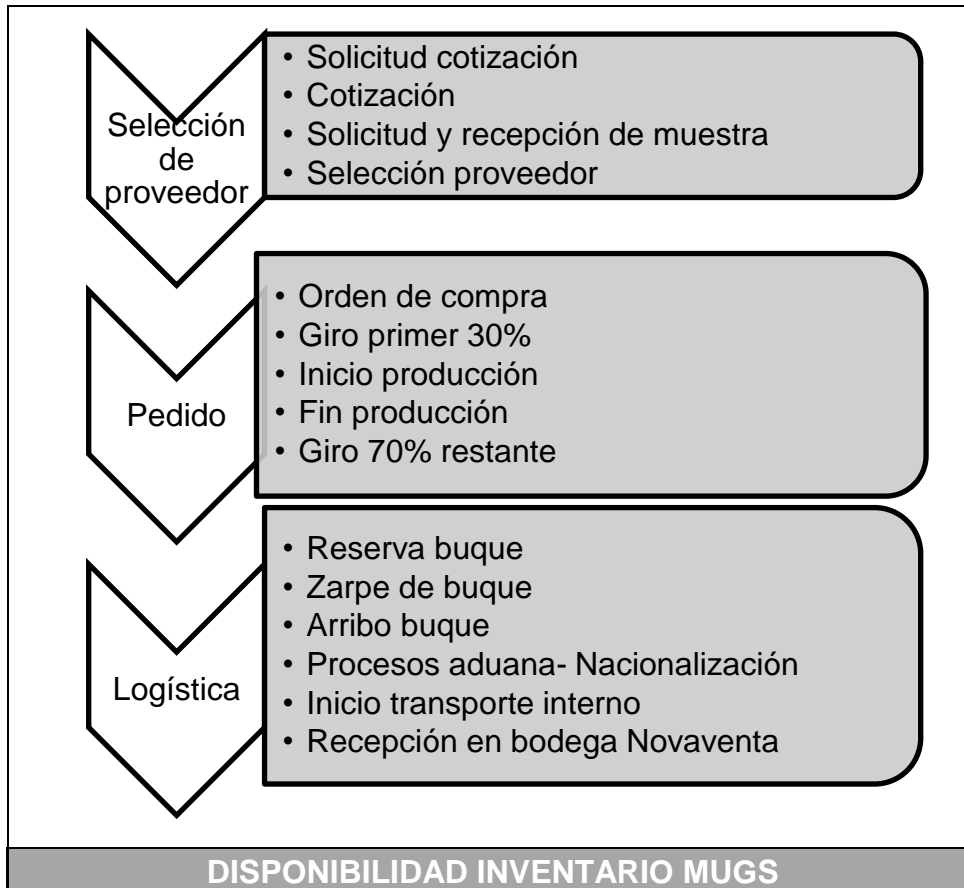 Selección
de
proveedor
• Solicitud cotización
• Cotización
• Solicitud y recepción de muestra
• Selección proveedor
Pedido
• Orden de compra
• Giro primer 30%
• Inicio producción
• Fin producción
• Giro 70% restante
Logística
• Reserva buque
• Zarpe de buque
• Arribo buque
• Procesos aduana- Nacionalización
• Inicio transporte interno
• Recepción en bodega Novaventa
DISPONIBILIDAD INVENTARIO MUGS